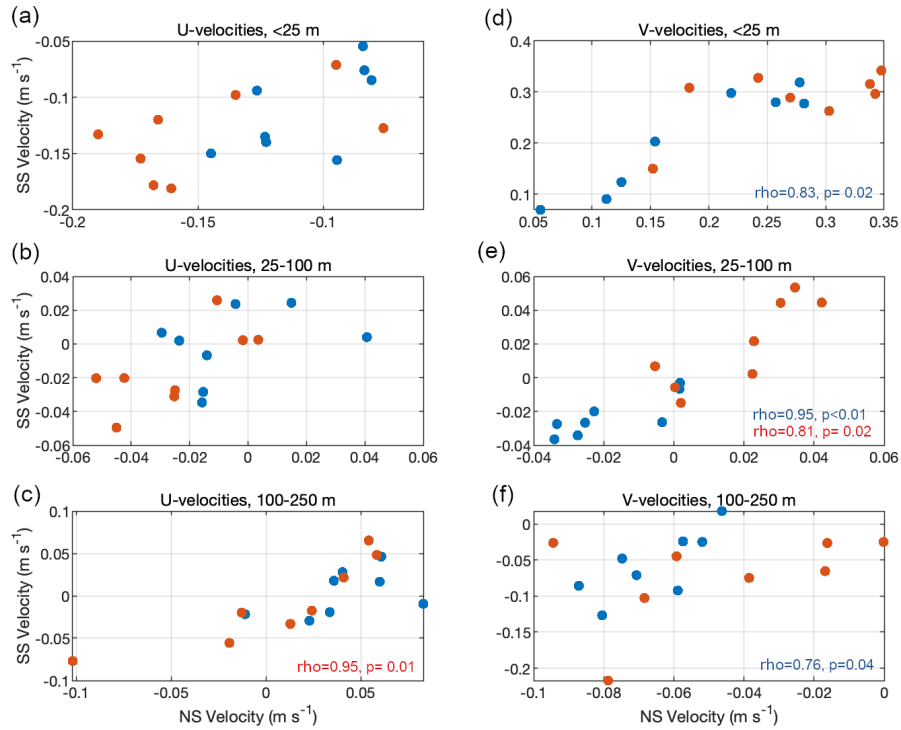 (a)
U-velocities, <25 m
SS Velocity (m s⁻¹)
-0.05
-0.1
-0.15
-0.2
-0.2
-0.15
-0.1
(d)
V-velocities, <25 m
0.4
0.3
0.2
0.1
rho=0.83, p= 0.02
0.05
0.1
0.15
0.2
0.25
0.3
0.35
(b)
U-velocities, 25-100 m
SS Velocity (m s⁻¹)
0.04
0.02
0
-0.02
-0.04
-0.06
-0.06
-0.04
-0.02
0
0.02
0.04
0.06
(e)
V-velocities, 25-100 m
0.06
0.04
0.02
0
-0.02
-0.04
rho=0.95, p<0.01
rho=0.81, p= 0.02
-0.04
-0.02
0
0.02
0.04
0.06
(c)
U-velocities, 100-250 m
SS Velocity (m s⁻¹)
0.1
0.05
0
-0.05
-0.1
rho=0.95, p= 0.01
-0.1
-0.05
0
0.05
NS Velocity (m s⁻¹)
(f)
V-velocities, 100-250 m
0
-0.05
-0.1
-0.15
-0.2
rho=0.76, p=0.04
-0.1
-0.08
-0.06
-0.04
-0.02
0
NS Velocity (m s⁻¹)